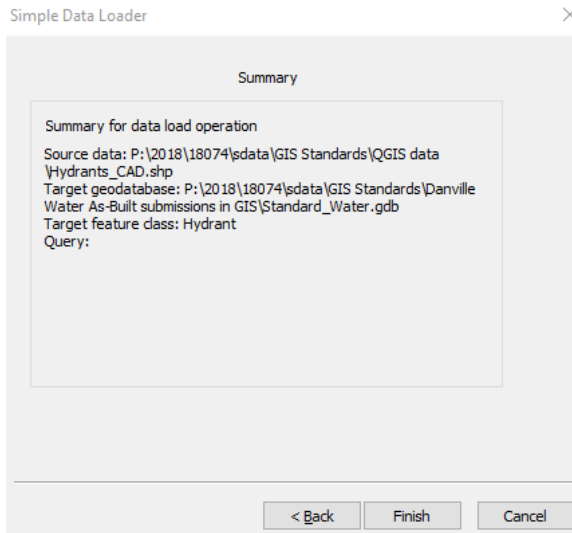 Simple Data Loader
Summary
Summary for data load operation
Source data: P:\2018\18074\sdata\GIS Standards\QGIS data
\Hydrants_CAD.shp
Target geodatabase: P:\2018\18074\sdata\GIS Standards\Danville
Water As-Built submissions in GIS\Standard_Water.gdb
Target feature class: Hydrant
Query:
< Back
Finish
Cancel